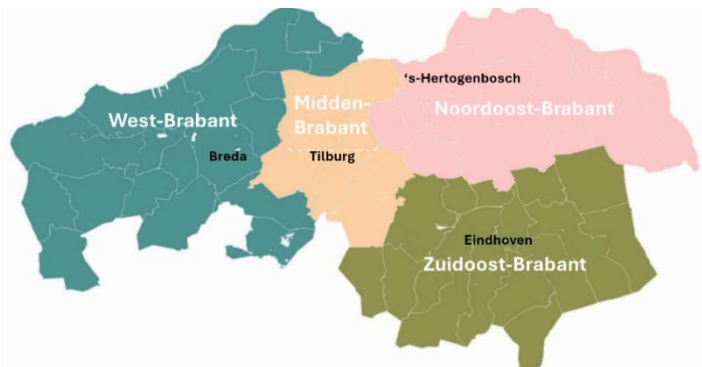 ‘s-Hertogenbosch
Midden-
Brabant
Noordoost-Brabant
West-Brabant
Breda
Tilburg
Eindhoven
Zuidoost-Brabant